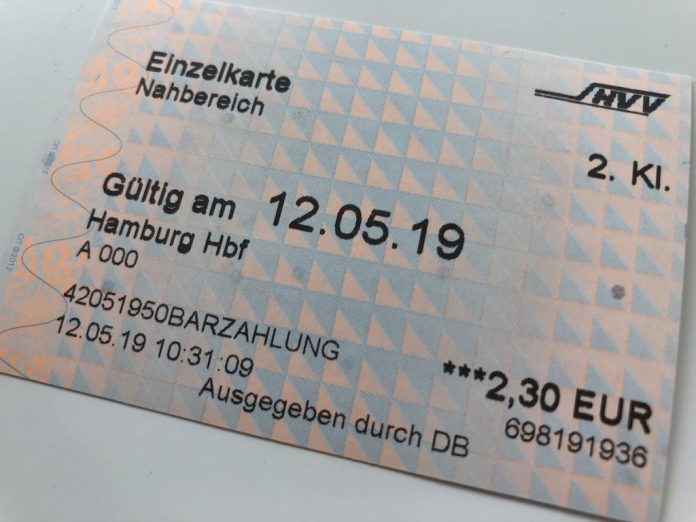 Einzelkarte
Nahbereich
HVV
2. Kl.
Gültig am 12.05.19
Hamburg Hbf
A 000
42051950BARZAHLUNG
12.05.19 10:31:09
***2,30 EUR
Ausgegeben durch DB
698191936